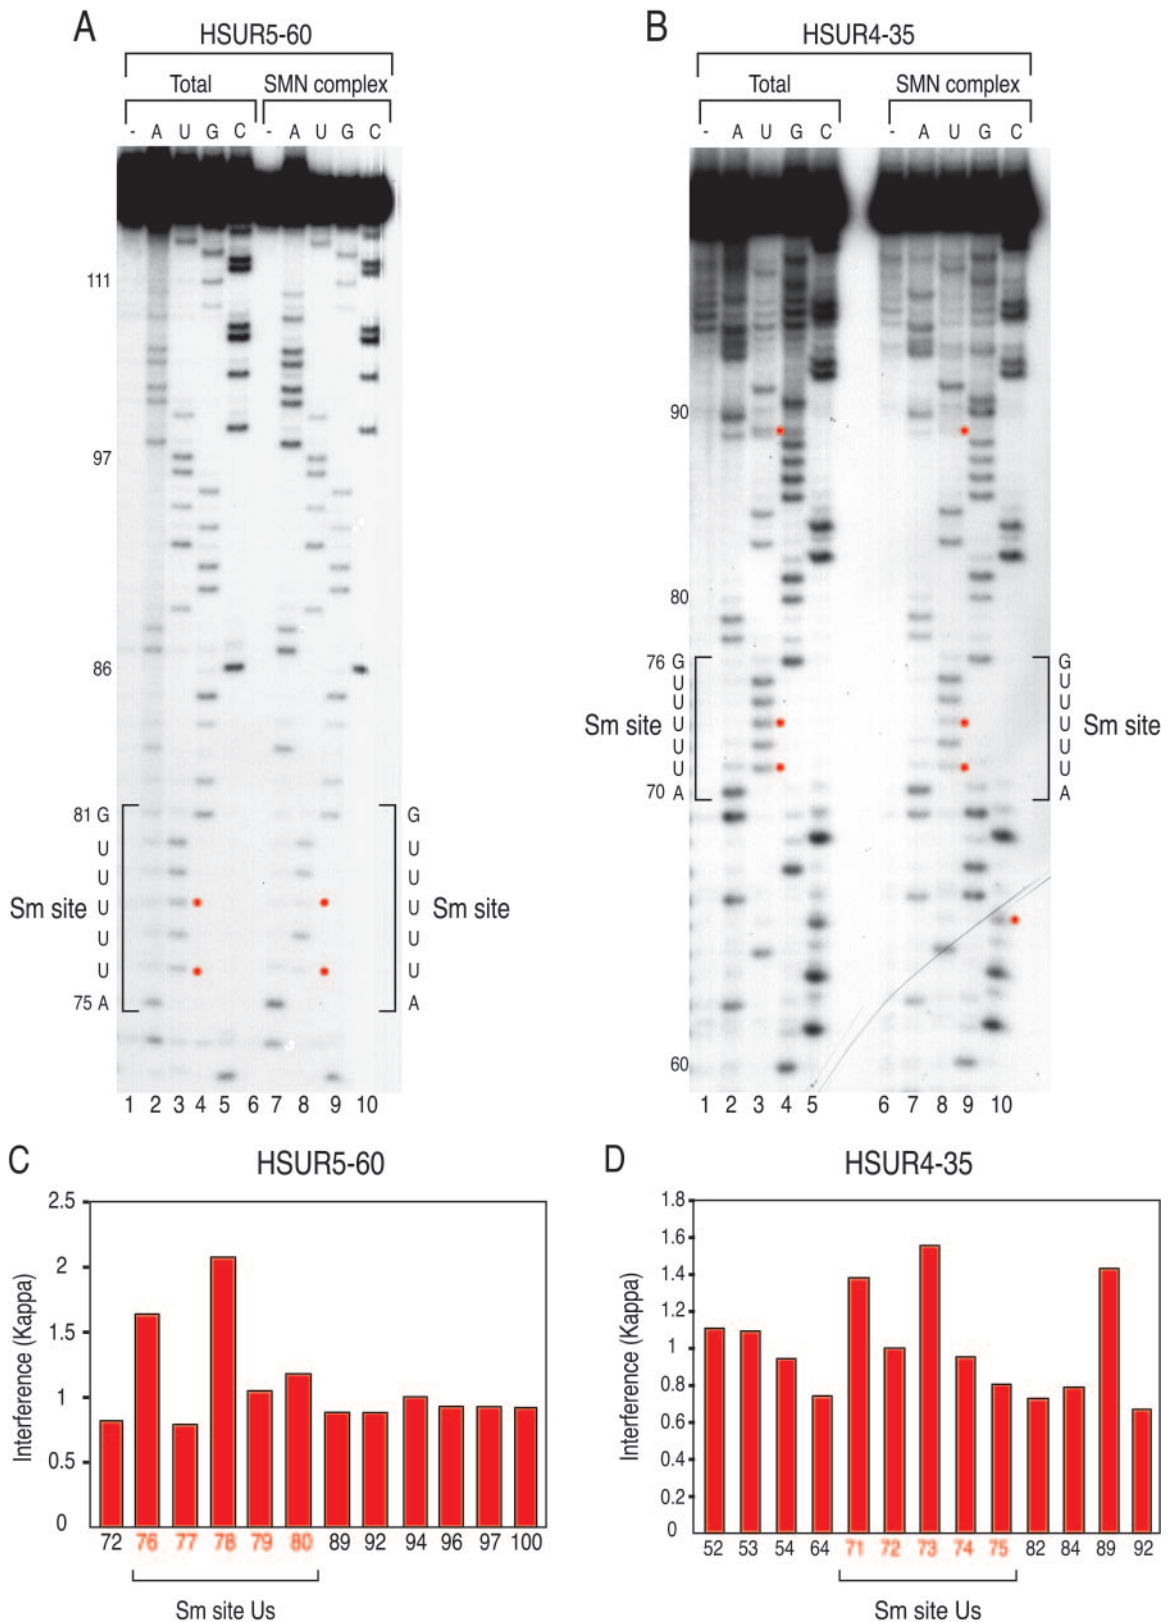 A
HSUR5-60
Total SMN complex
- A U G C - A U G C
111
97
86
81 G G
U U
U U
Sm site U U Sm site
U U
U U
75 A A
1 2 3 4 5 6 7 8 9 10
B
HSUR4-35
Total SMN complex
- A U G C - A U G C
90
80
76 G G
U U
U U
Sm site U U Sm site
U U
U U
70 A A
60
1 2 3 4 5 6 7 8 9 10
C
HSUR5-60
Interference (Kappa)
2.5
2
1.5
1
0.5
0
72 76 77 78 79 80 89 92 94 96 97 100
Sm site Us
D
HSUR4-35
Interference (Kappa)
1.8
1.6
1.4
1.2
1
0.8
0.6
0.4
0.2
0
52 53 54 64 71 72 73 74 75 82 84 89 92
Sm site Us